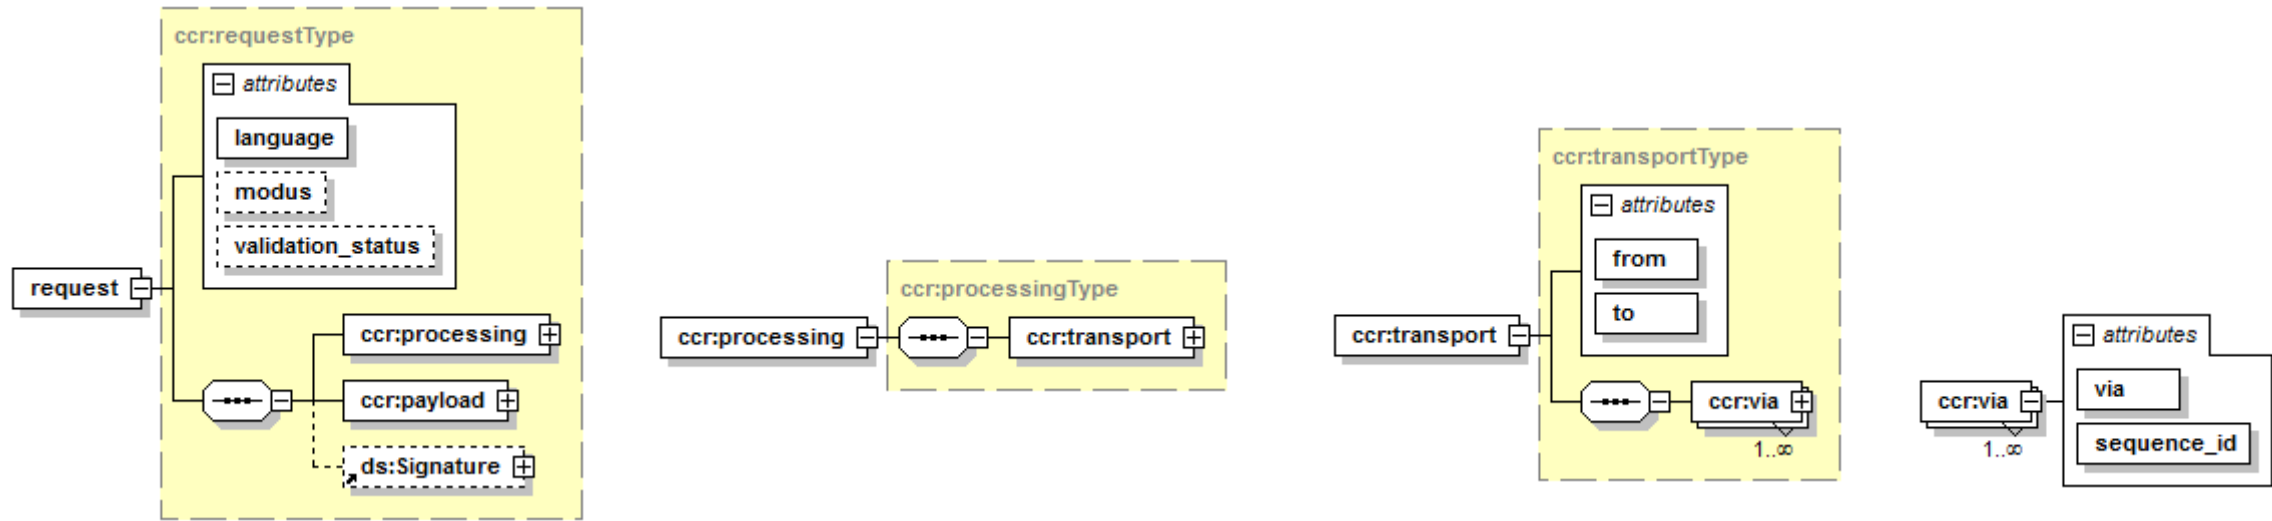 ccr:requestType
attributes
language
modus
validation_status
request
ccr:processing
ccr:payload
ds:Signature
ccr:processingType
ccr:processing
ccr:transport
ccr:transportType
attributes
from
to
ccr:transport
ccr:via
1..∞
attributes
via
ccr:via
sequence_id
1..∞